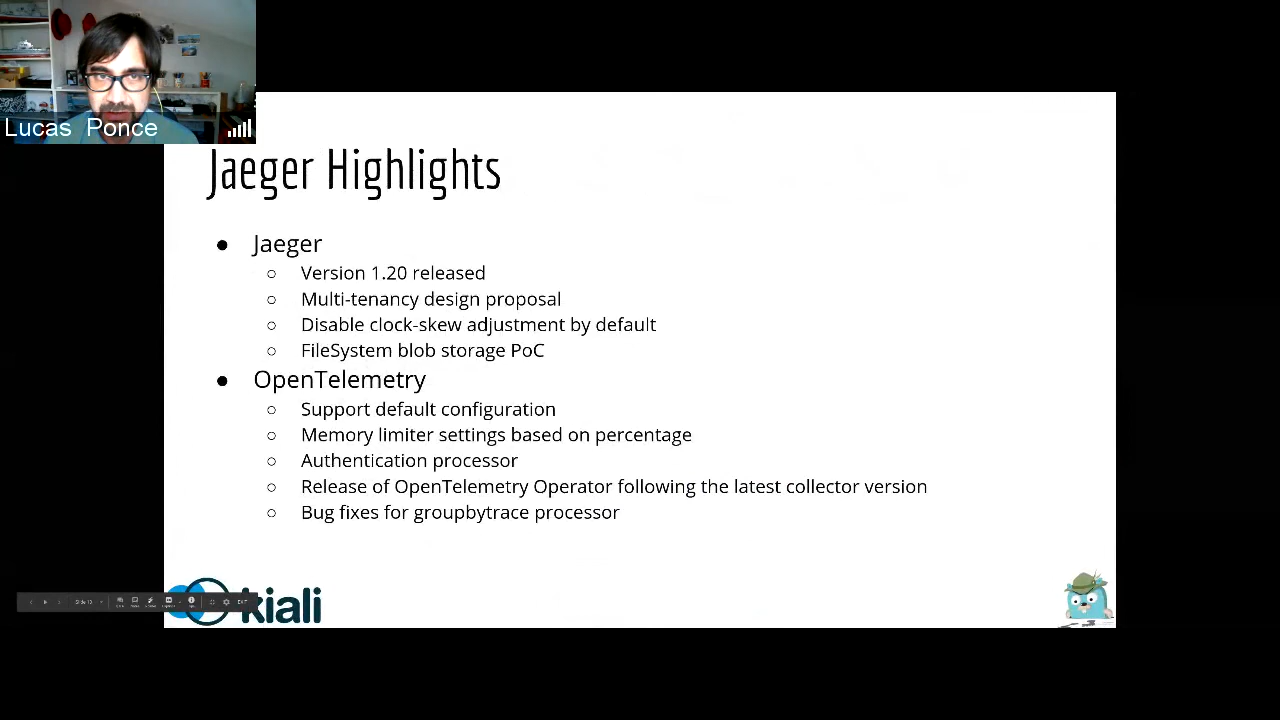 Lucas Ponce
Jaeger Highlights
● Jaeger
○ Version 1.20 released
○ Multi-tenancy design proposal
○ Disable clock-skew adjustment by default
○ FileSystem blob storage PoC
● OpenTelemetry
○ Support default configuration
○ Memory limiter settings based on percentage
○ Authentication processor
○ Release of OpenTelemetry Operator following the latest collector version
○ Bug fixes for groupbytrace processor
kiali